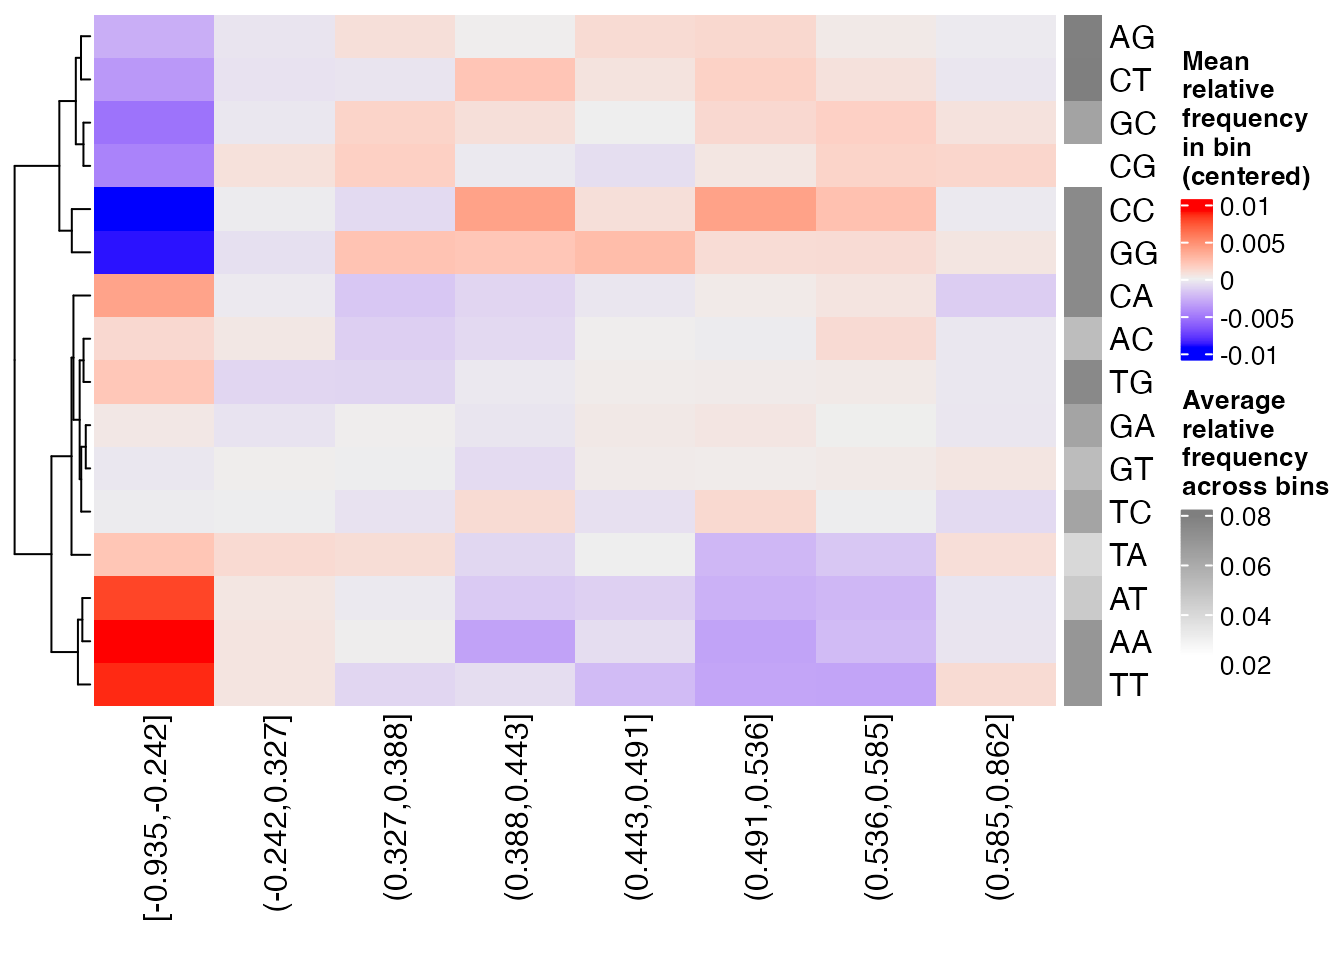 AG
CT
GC
CG
CC
GG
CA
AC
TG
GA
GT
TC
TA
AT
AA
TT
[-0.935,-0.242]
(-0.242,0.327]
(0.327,0.388]
(0.388,0.443]
(0.443,0.491]
(0.491,0.536]
(0.536,0.585]
(0.585,0.862]
Mean
relative
frequency
in bin
(centered)
0.01
0.005
0
-0.005
-0.01
Average
relative
frequency
across bins
0.08
0.06
0.04
0.02